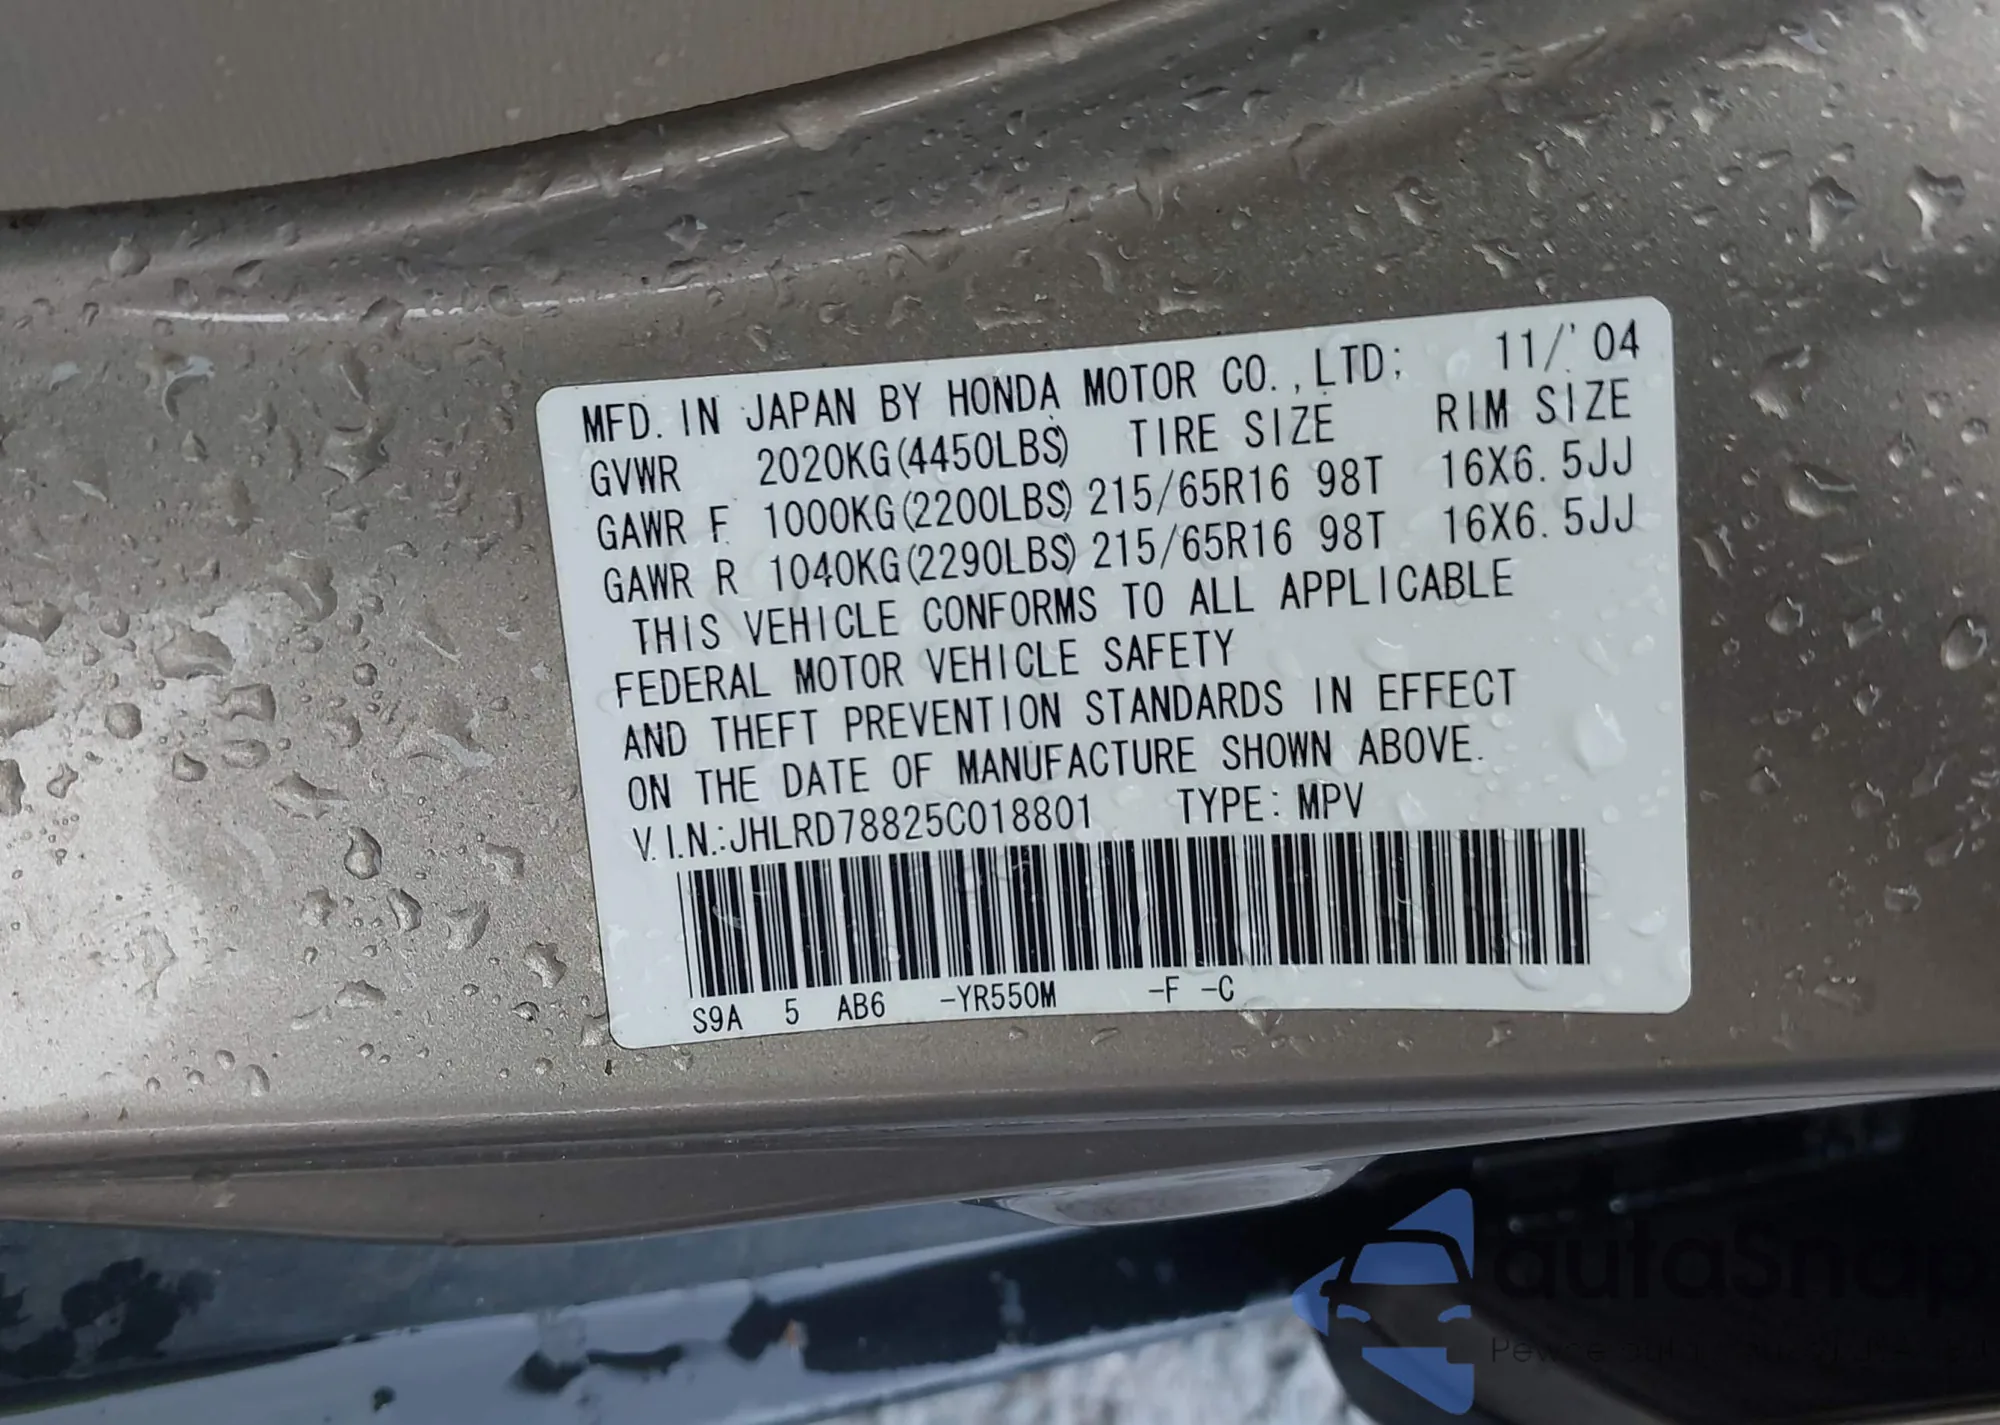 MFD. IN JAPAN BY HONDA MOTOR CO.,LTD; 11/'04
GVWR 2020KG(4450LBS) TIRE SIZE RIM SIZE
GAWR F 1000KG(2200LBS) 215/65R16 98T 16X6.5JJ
GAWR R 1040KG(2290LBS) 215/65R16 98T 16X6.5JJ
THIS VEHICLE CONFORMS TO ALL APPLICABLE
FEDERAL MOTOR VEHICLE SAFETY
AND THEFT PREVENTION STANDARDS IN EFFECT
ON THE DATE OF MANUFACTURE SHOWN ABOVE.
V.I.N.:JHLRD78825C018801 TYPE: MPV
S9A 5 AB6 -YR550M -F -C
autaSnap